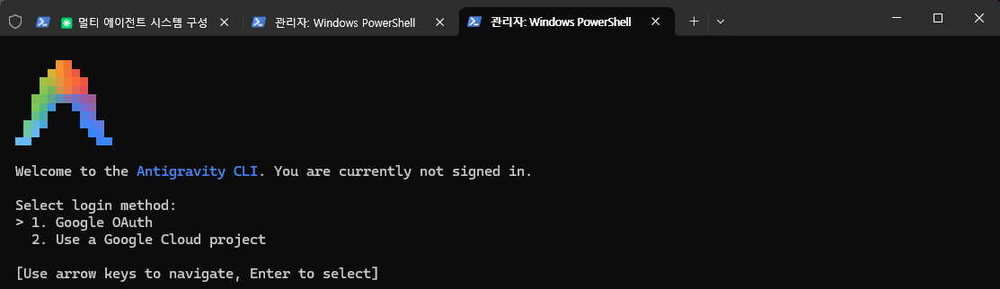 멀티 에이전트 시스템 구성
관리자: Windows PowerShell
관리자: Windows PowerShell
Welcome to the Antigravity CLI. You are currently not signed in.
Select login method:
> 1. Google OAuth
2. Use a Google Cloud project
[Use arrow keys to navigate, Enter to select]